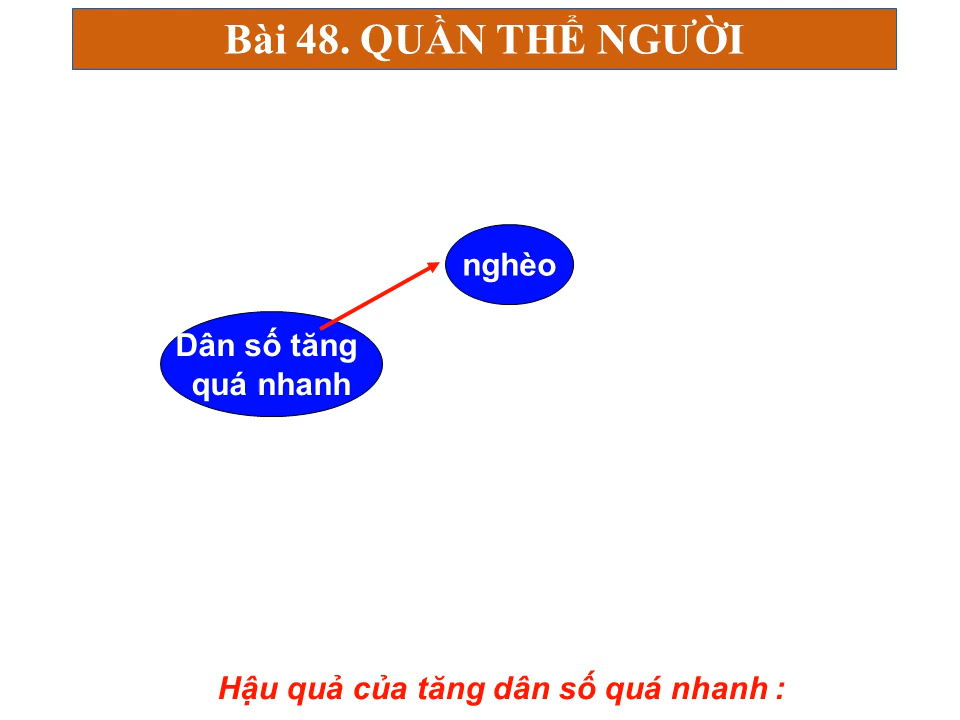 Bài 48. QUẦN THỂ NGƯỜI
nghèo
Dân số tăng
quá nhanh
Hậu quả của tăng dân số quá nhanh :